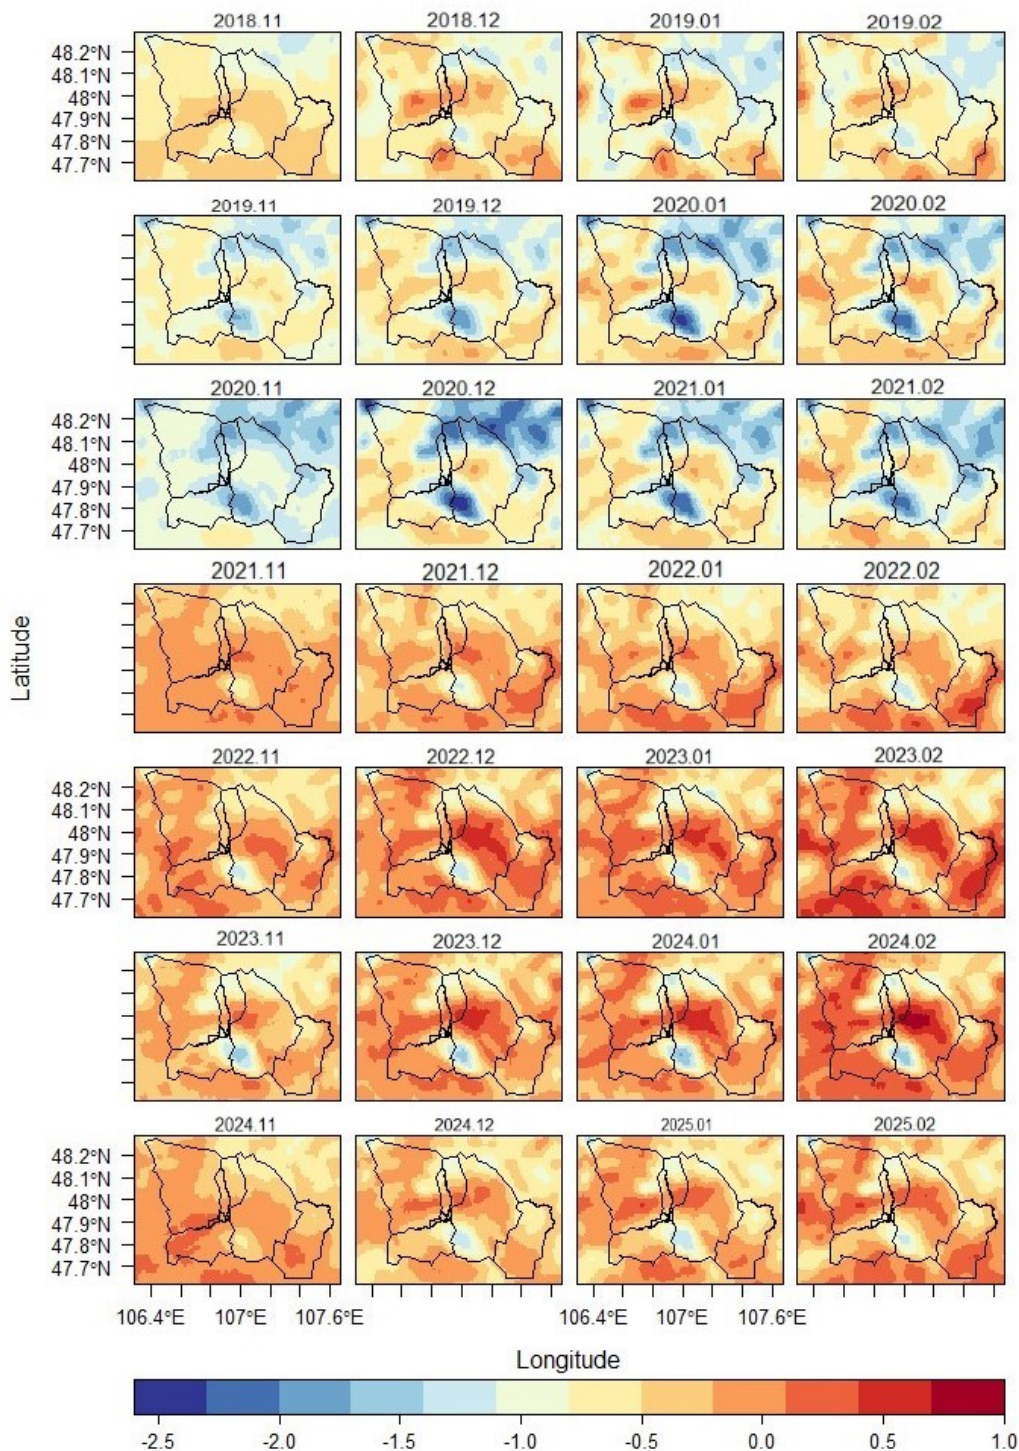 2018.11 2018.12 2019.01 2019.02
48.2°N
48.1°N
48°N
47.9°N
47.8°N
47.7°N
2019.11 2019.12 2020.01 2020.02
2020.11 2020.12 2021.01 2021.02
48.2°N
48.1°N
48°N
47.9°N
47.8°N
47.7°N
2021.11 2021.12 2022.01 2022.02
Latitude
2022.11 2022.12 2023.01 2023.02
48.2°N
48.1°N
48°N
47.9°N
47.8°N
47.7°N
2023.11 2023.12 2024.01 2024.02
2024.11 2024.12 2025.01 2025.02
48.2°N
48.1°N
48°N
47.9°N
47.8°N
47.7°N
106.4°E 107°E 107.6°E 106.4°E 107°E 107.6°E
Longitude
-2.5 -2.0 -1.5 -1.0 -0.5 0.0 0.5 1.0